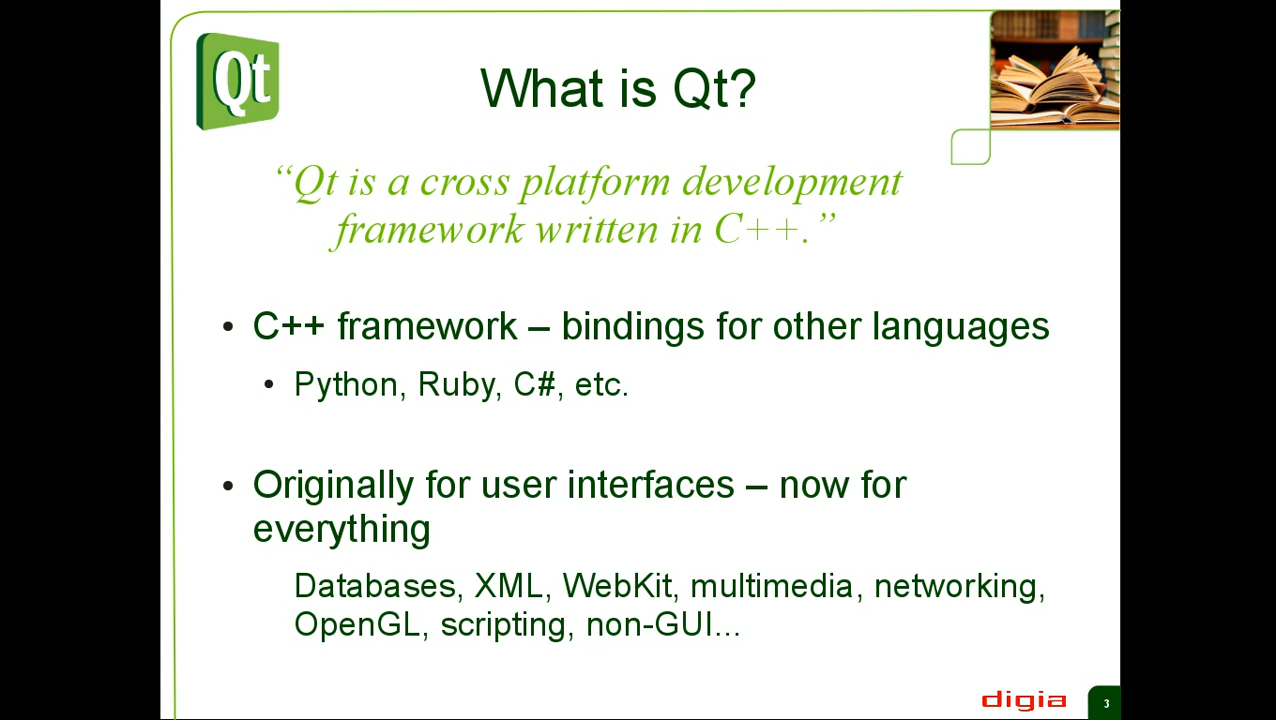 Qt
What is Qt?
“Qt is a cross platform development
framework written in C++.”
• C++ framework – bindings for other languages
• Python, Ruby, C#, etc.
• Originally for user interfaces – now for
everything
Databases, XML, WebKit, multimedia, networking,
OpenGL, scripting, non-GUI...
digia
3